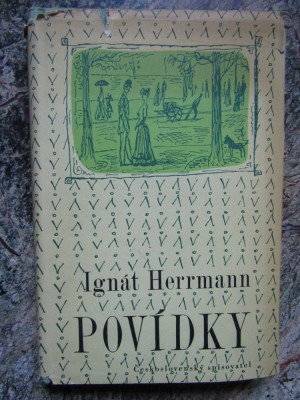 Ignát Herrmann
POVÍDKY
Československý spisovatel